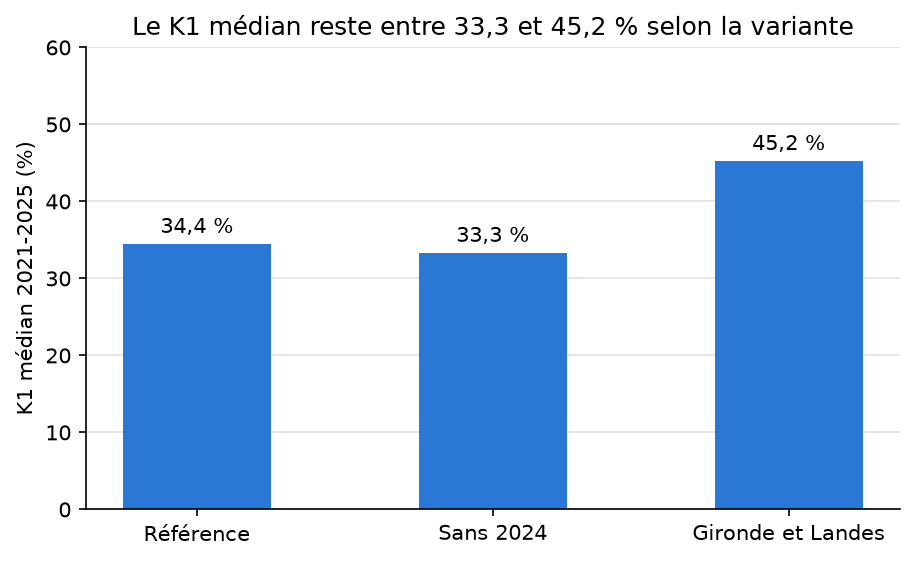 Le K1 médian reste entre 33,3 et 45,2 % selon la variante
K1 médian 2021-2025 (%)
60
50
40
30
20
10
0
34,4 %
33,3 %
45,2 %
Référence
Sans 2024
Gironde et Landes